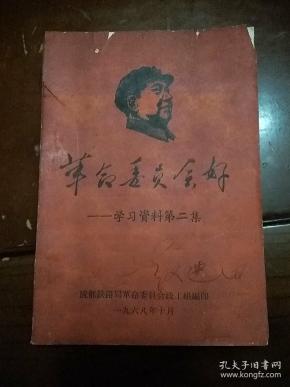 革命委员会好
——学习资料第二集
成都铁路局革命委员会政工组编印
一九六八年十月
孔夫子旧书网